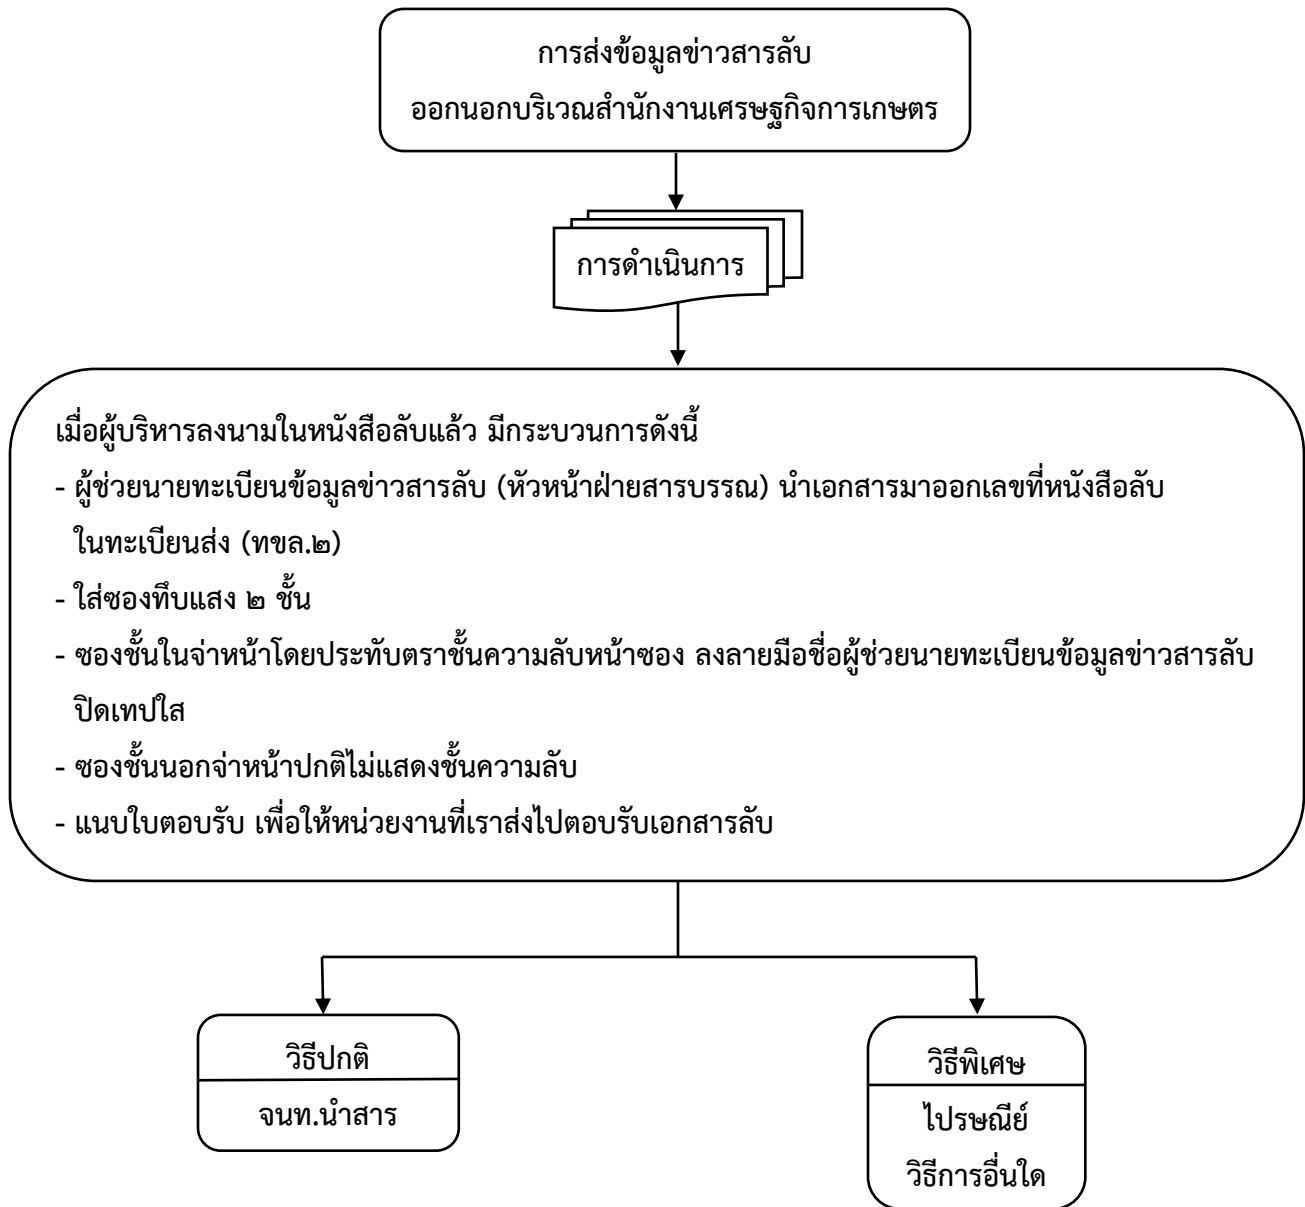 การส่งข้อมูลข่าวสารลับ
ออกนอกบริเวณสำนักงานเศรษฐกิจการเกษตร
การดำเนินการ
เมื่อผู้บริหารลงนามในหนังสือลับแล้ว มีกระบวนการดังนี้
- ผู้ช่วยนายทะเบียนข้อมูลข่าวสารลับ (หัวหน้าฝ่ายสารบรรณ) นำเอกสารมาออกเลขที่หนังสือลับ
ในทะเบียนส่ง (ทขล.๒)
- ใส่ซองทึบแสง ๒ ชั้น
- ซองชั้นในจ่าหน้าโดยประทับตราชั้นความลับหน้าซอง ลงลายมือชื่อผู้ช่วยนายทะเบียนข้อมูลข่าวสารลับ
ปิดเทปใส
- ซองชั้นนอกจ่าหน้าปกติไม่แสดงชั้นความลับ
- แนบใบตอบรับ เพื่อให้หน่วยงานที่เราส่งไปตอบรับเอกสารลับ
วิธีปกติ
จนท.นำสาร
วิธีพิเศษ
ไปรษณีย์
วิธีการอื่นใด